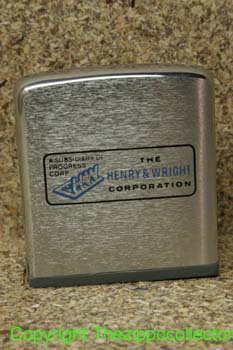 A SUBSIDIARY OF
PROGRESS
CORP.
H&W
THE
HENRY & WRIGHT
CORPORATION
Copyright Thezippocollector